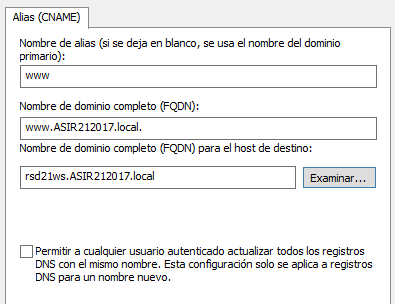 Alias (CNAME)
Nombre de alias (si se deja en blanco, se usa el nombre del dominio
primario):
www
Nombre de dominio completo (FQDN):
www.ASIR212017.local.
Nombre de dominio completo (FQDN) para el host de destino:
rsd21ws.ASIR212017.local
Examinar...
Permitir a cualquier usuario autenticado actualizar todos los registros
DNS con el mismo nombre. Esta configuración solo se aplica a registros
DNS para un nombre nuevo.